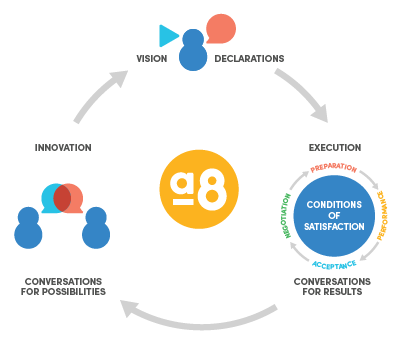 VISION
DECLARATIONS
INNOVATION
EXECUTION
a8
PREPARATION
PERFORMANCE
ACCEPTANCE
NEGOTIATION
CONDITIONS
OF
SATISFACTION
CONVERSATIONS
FOR POSSIBILITIES
CONVERSATIONS
FOR RESULTS